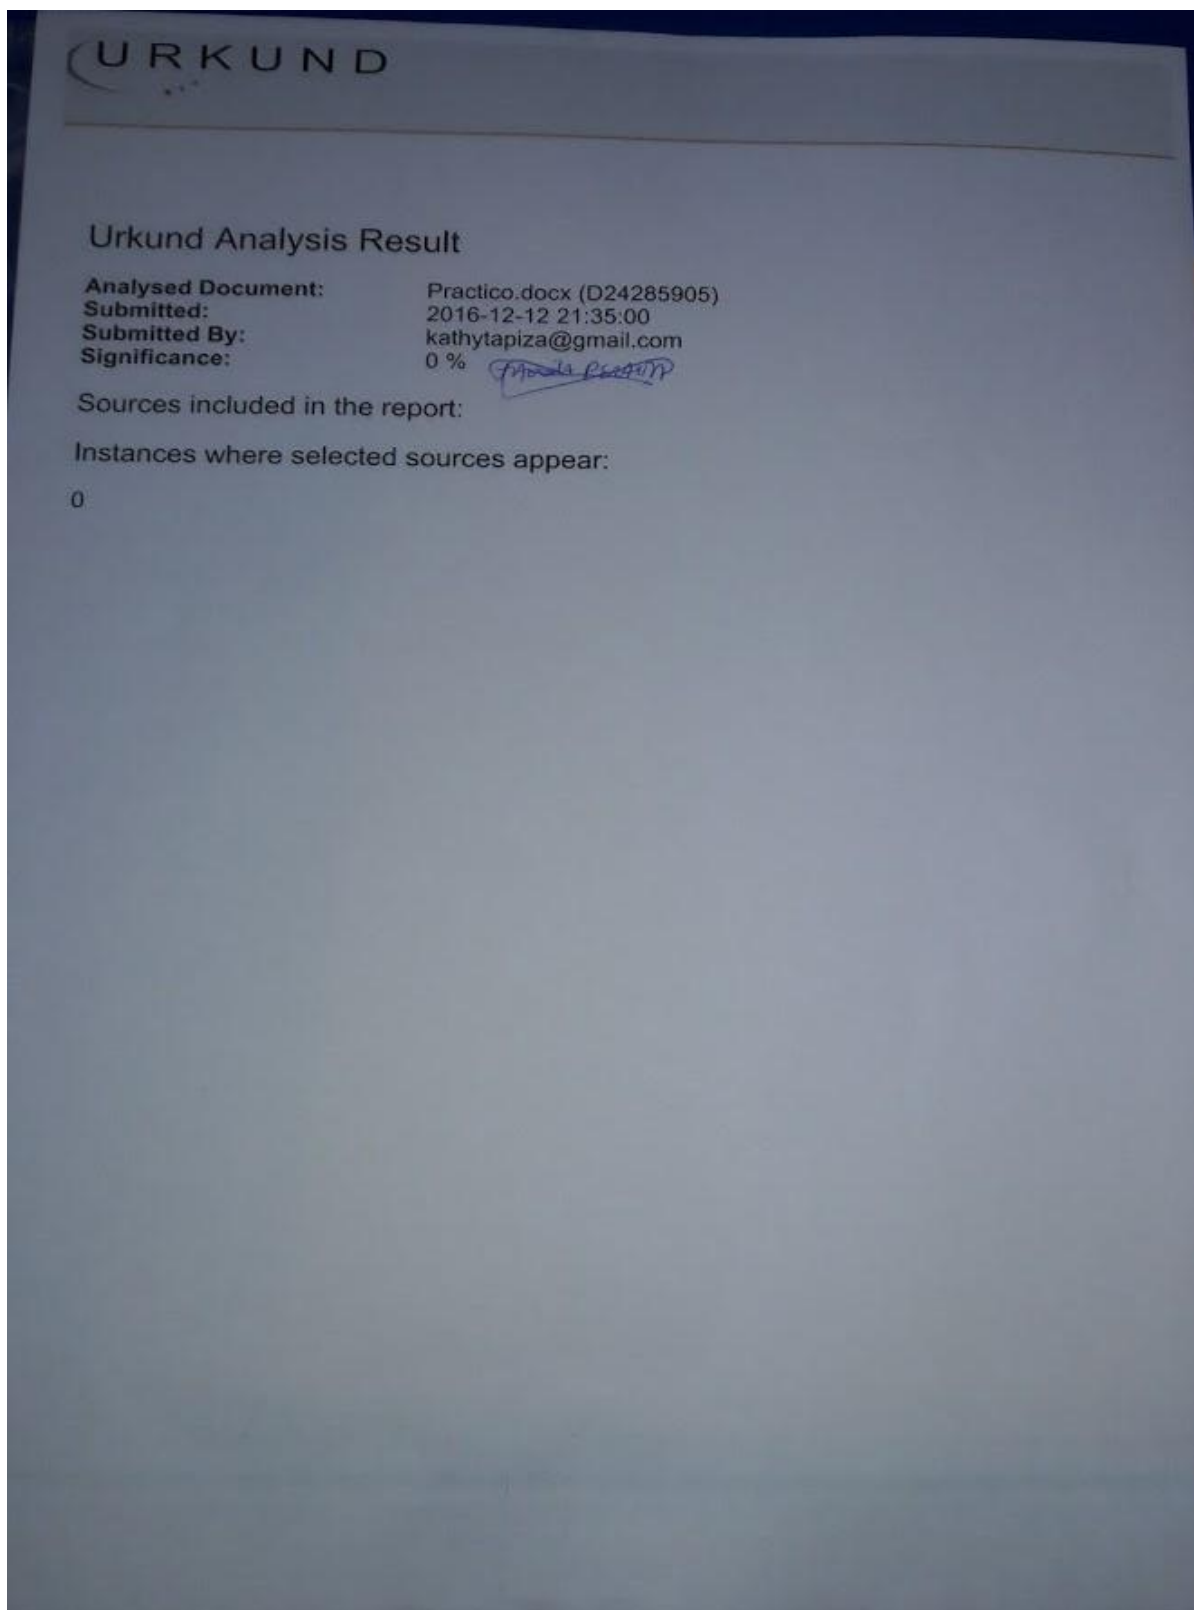 URKUND
Urkund Analysis Result
Analysed Document: Practico.docx (D24285905)
Submitted: 2016-12-12 21:35:00
Submitted By: kathytapiza@gmail.com
Significance: 0 %
Sources included in the report:
Instances where selected sources appear:
0